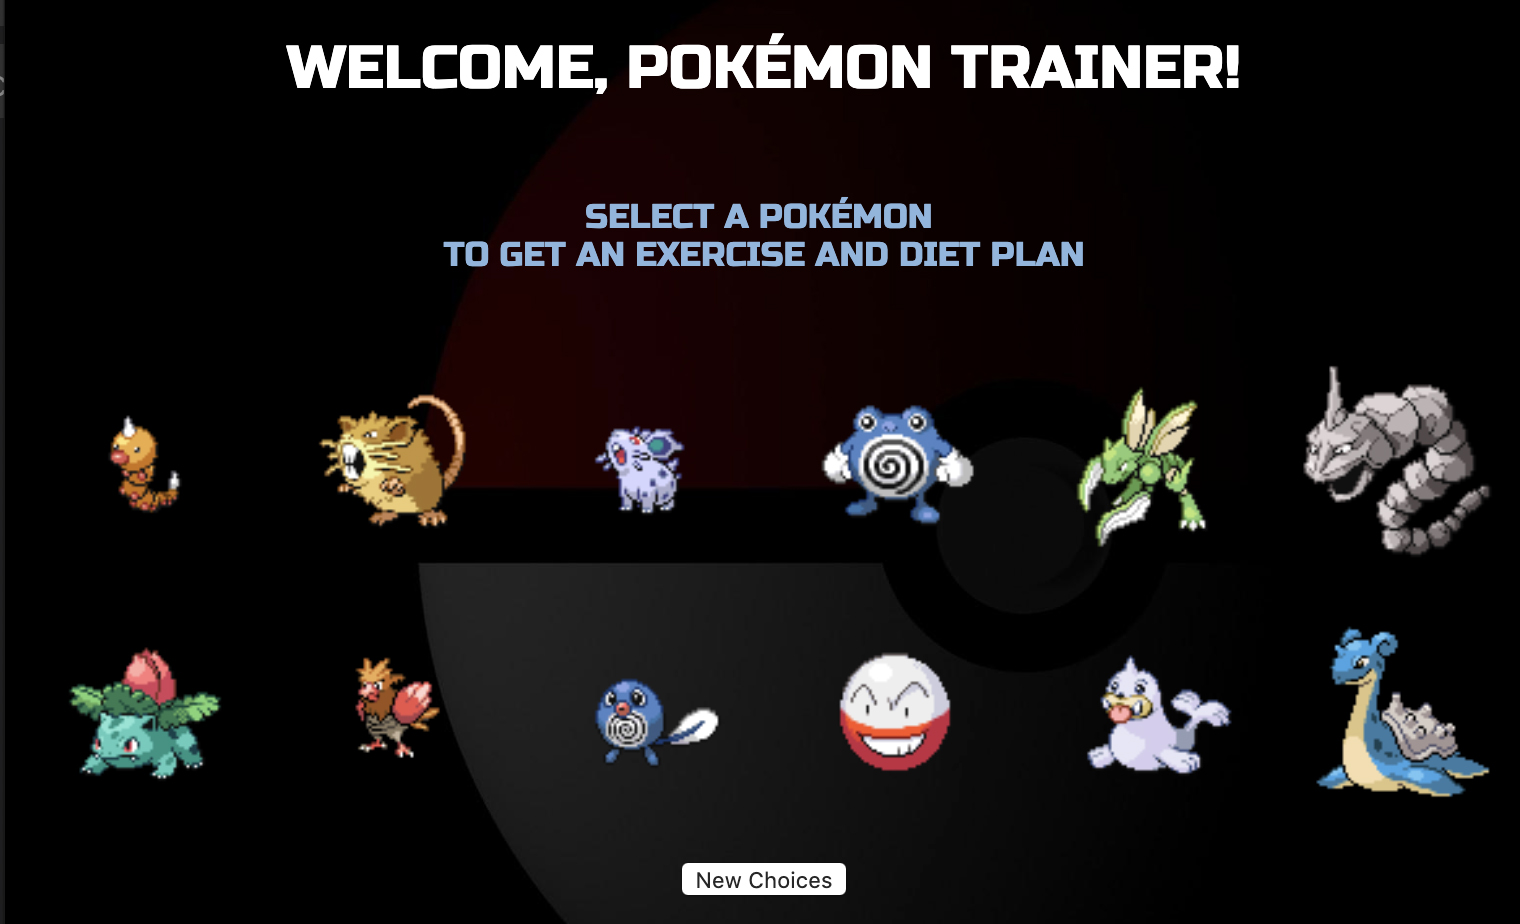 WELCOME, POKÉMON TRAINER!
SELECT A POKÉMON
TO GET AN EXERCISE AND DIET PLAN
New Choices